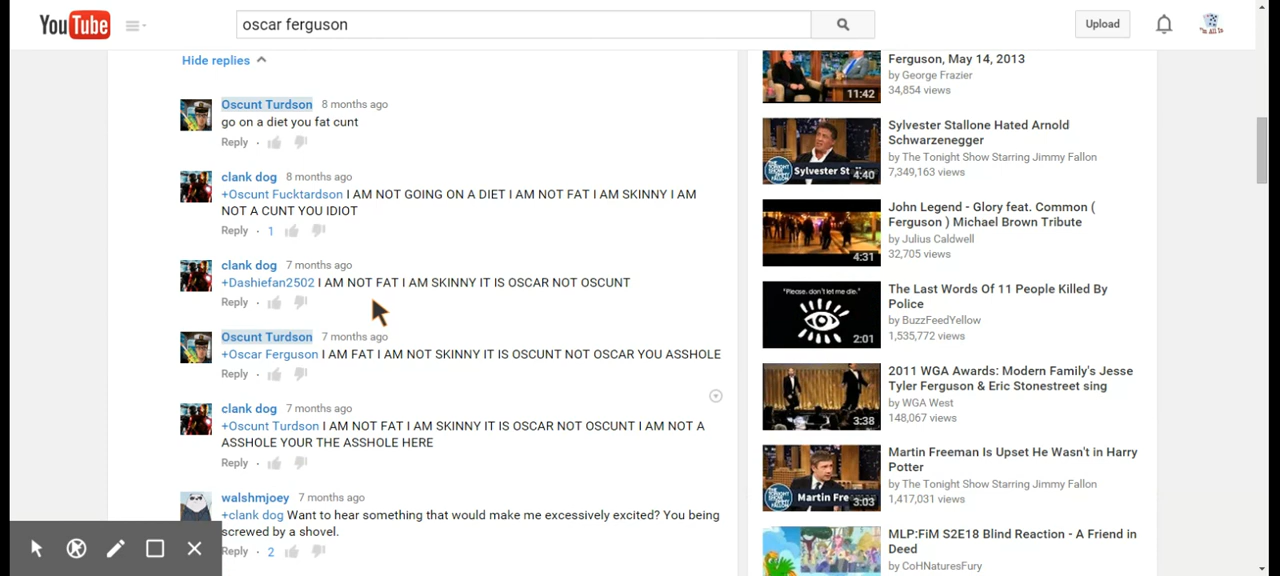 YouTube
oscar ferguson
Upload
Hide replies
Oscunt Turdson 8 months ago
go on a diet you fat cunt
Reply ·
clank dog 8 months ago
+Oscunt Fucktardson I AM NOT GOING ON A DIET I AM NOT FAT I AM SKINNY I AM
NOT A CUNT YOU IDIOT
Reply · 1
clank dog 7 months ago
+Dashiefan2502 I AM NOT FAT I AM SKINNY IT IS OSCAR NOT OSCUNT
Reply ·
Oscunt Turdson 7 months ago
+Oscar Ferguson I AM FAT I AM NOT SKINNY IT IS OSCUNT NOT OSCAR YOU ASSHOLE
Reply ·
clank dog 7 months ago
+Oscunt Turdson I AM NOT FAT I AM SKINNY IT IS OSCAR NOT OSCUNT I AM NOT A
ASSHOLE YOUR THE ASSHOLE HERE
Reply ·
walshmjoey 7 months ago
+clank dog Want to hear something that would make me excessively excited? You being
screwed by a shovel.
Reply · 2
Ferguson, May 14, 2013
by George Frazier
34,854 views
11:42
Sylvester Stallone Hated Arnold
Schwarzenegger
by The Tonight Show Starring Jimmy Fallon
7,349,163 views
Sylvester St
4:40
John Legend - Glory feat. Common (
Ferguson ) Michael Brown Tribute
by Julius Caldwell
32,705 views
4:31
The Last Words Of 11 People Killed By
Police
by BuzzFeedYellow
1,535,772 views
"Please, don't let me die."
2:01
2011 WGA Awards: Modern Family's Jesse
Tyler Ferguson & Eric Stonestreet sing
by WGA West
148,067 views
3:38
Martin Freeman Is Upset He Wasn't in Harry
Potter
by The Tonight Show Starring Jimmy Fallon
1,417,031 views
Martin Fre
3:03
MLP:FiM S2E18 Blind Reaction - A Friend in
Deed
by CoHNaturesFury